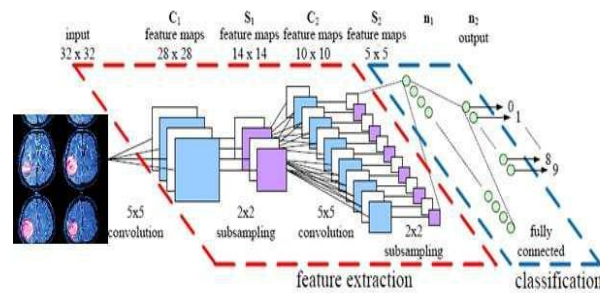 input
32 x 32
C1
feature maps
28 x 28
S1
feature maps
14 x 14
C2
feature maps
10 x 10
S2
feature maps
5 x 5
n1
n2
output
0
1
8
9
5x5
convolution
2x2
subsampling
5x5
convolution
2x2
subsampling
fully
connected
feature extraction
classification